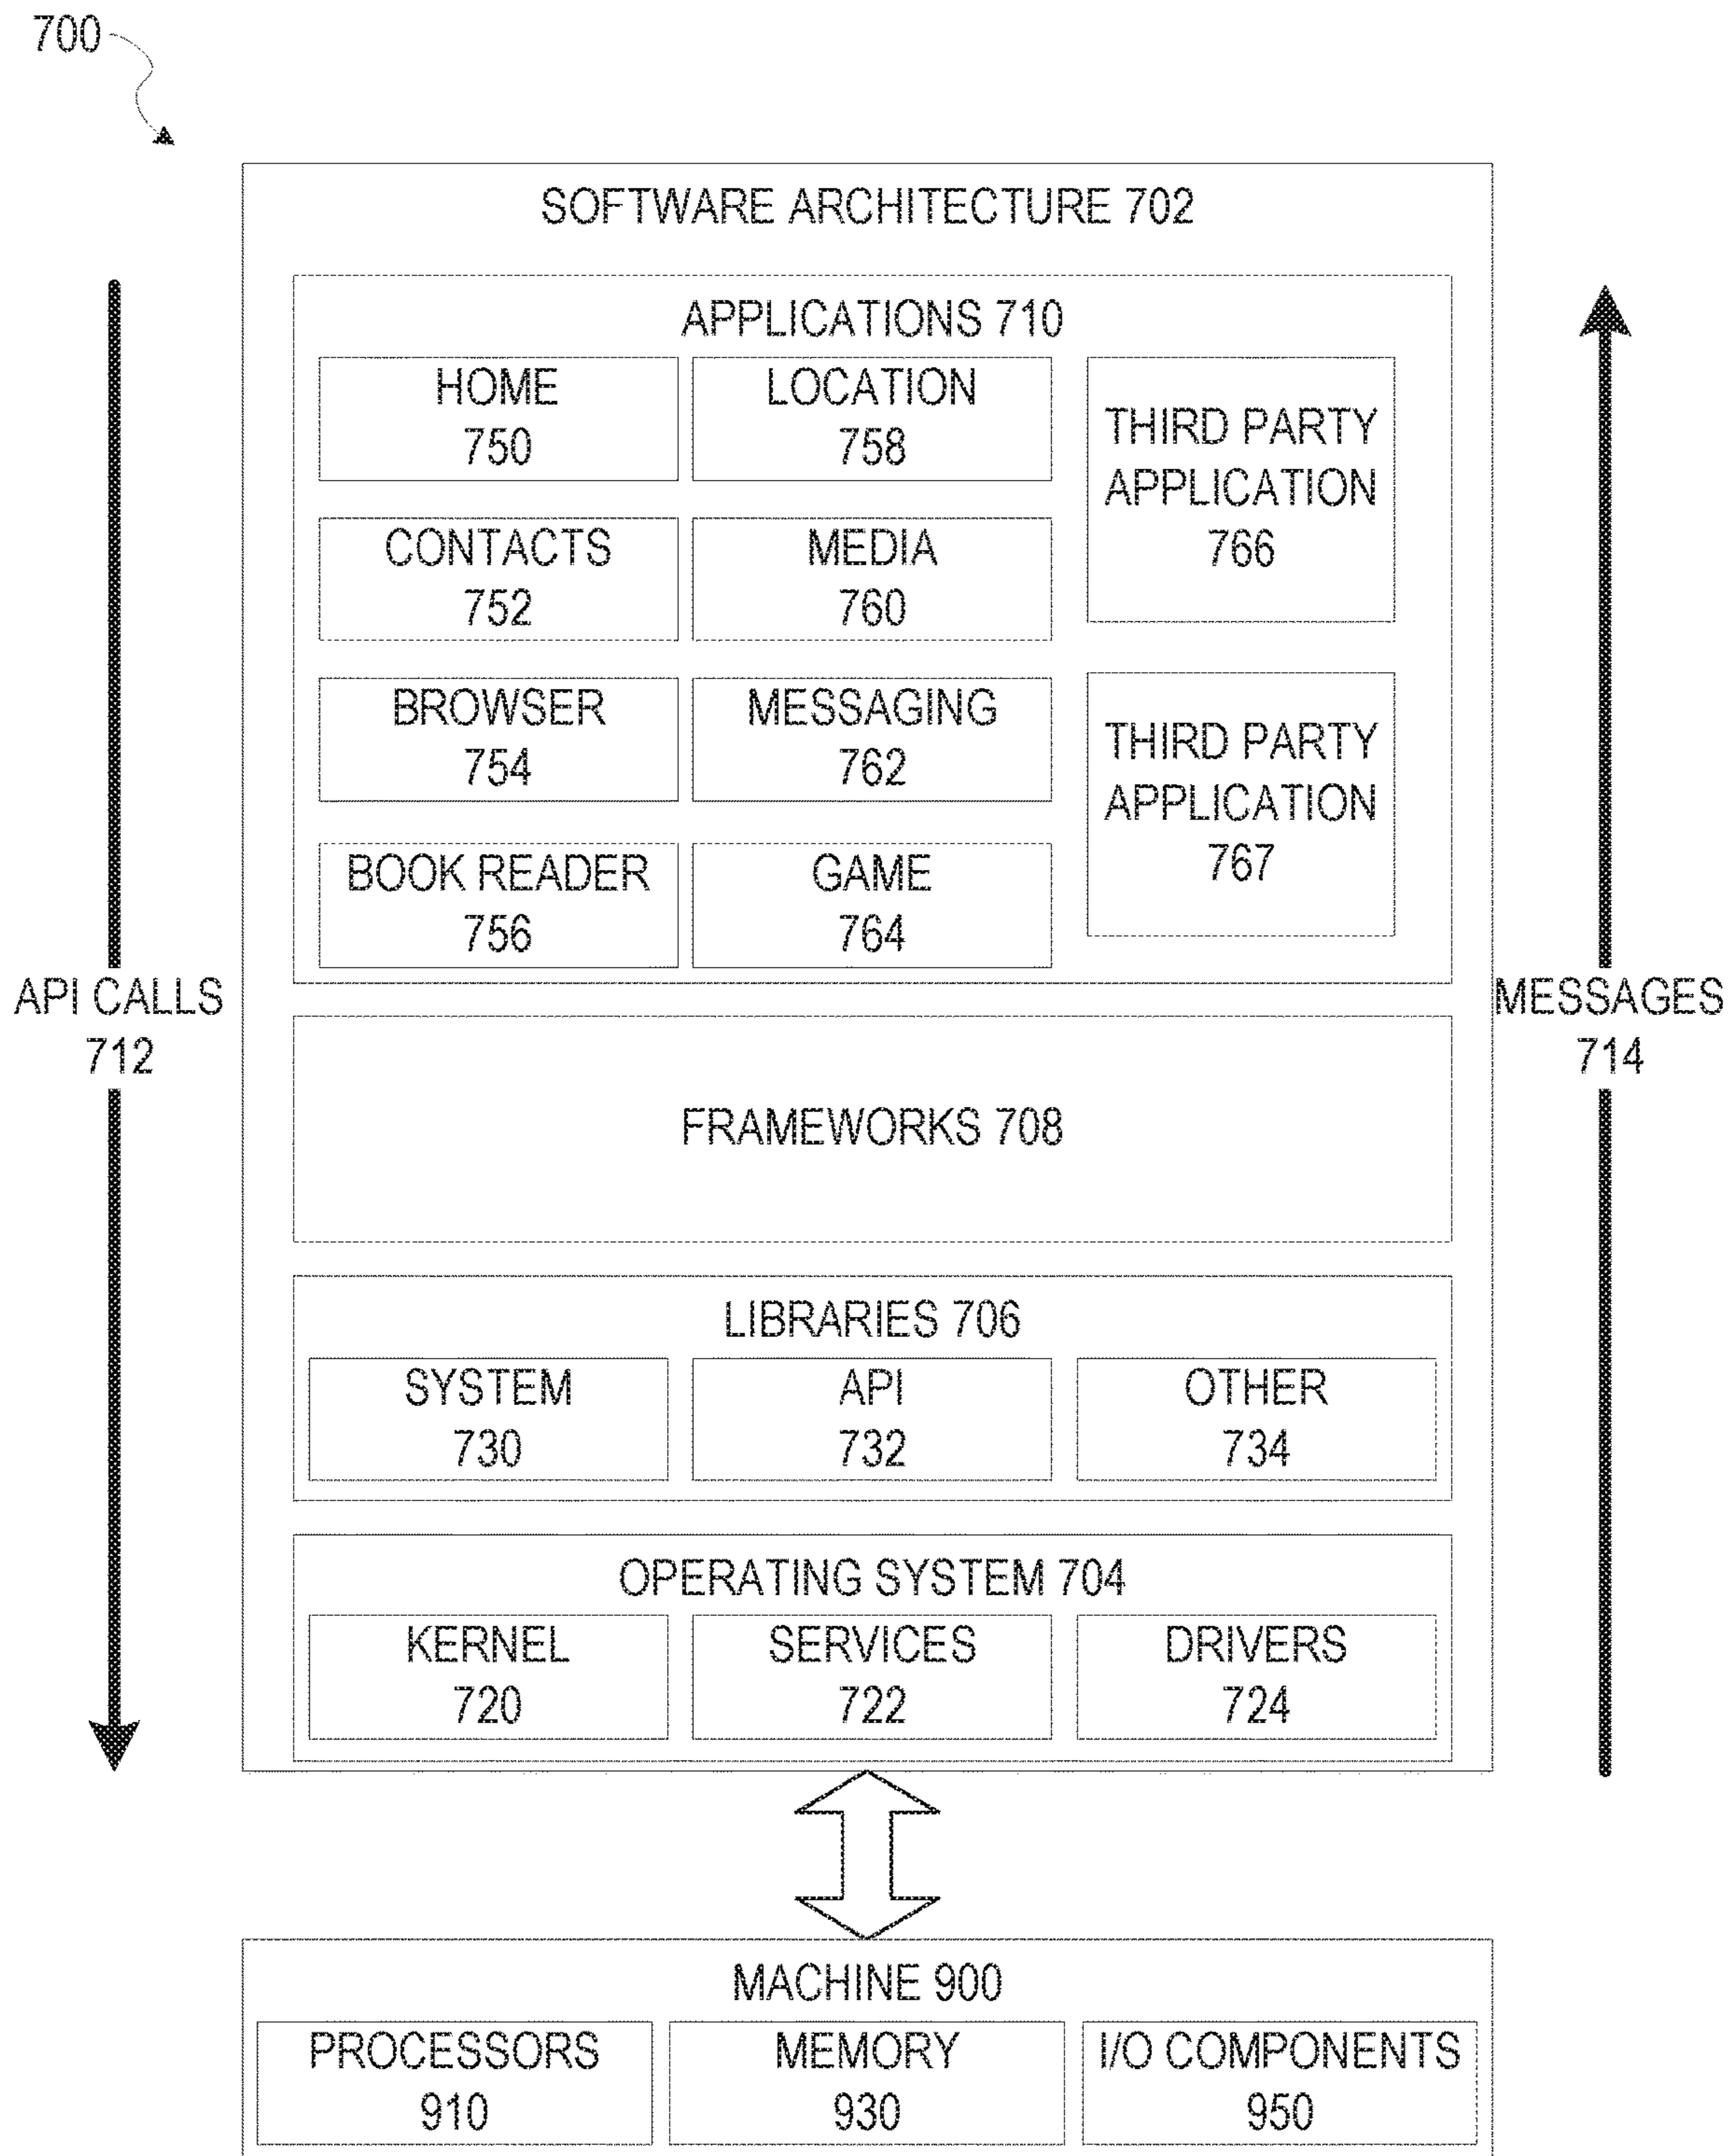 700
SOFTWARE ARCHITECTURE 702
APPLICATIONS 710
HOME
750
LOCATION
758
THIRD PARTY
APPLICATION
766
CONTACTS
752
MEDIA
760
BROWSER
754
MESSAGING
762
THIRD PARTY
APPLICATION
767
BOOK READER
756
GAME
764
API CALLS
712
MESSAGES
714
FRAMEWORKS 708
LIBRARIES 706
SYSTEM
730
API
732
OTHER
734
OPERATING SYSTEM 704
KERNEL
720
SERVICES
722
DRIVERS
724
MACHINE 900
PROCESSORS
910
MEMORY
930
I/O COMPONENTS
950